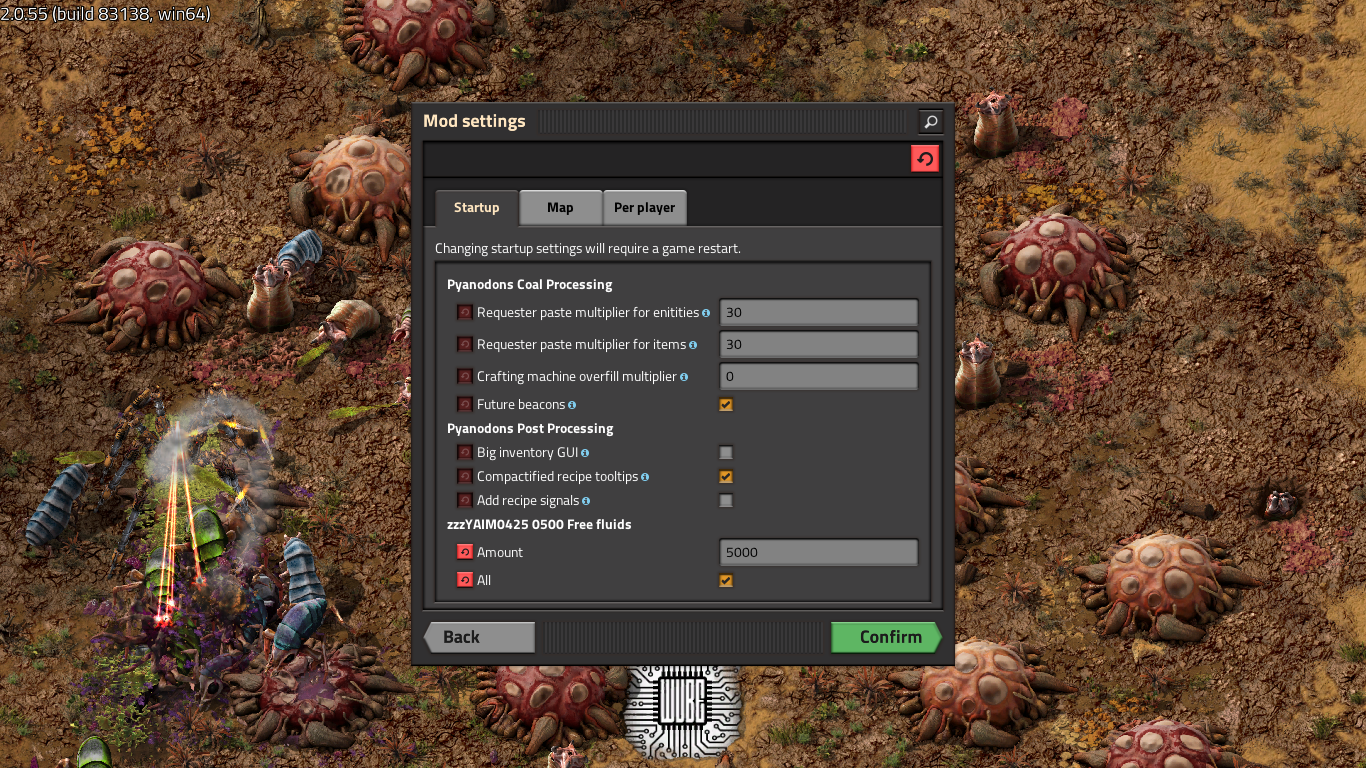 2.0.55 (build 83138, win64)
Mod settings
Startup Map Per player
Changing startup settings will require a game restart.
Pyanodons Coal Processing
Requester paste multiplier for enitities 30
Requester paste multiplier for items 30
Crafting machine overfill multiplier 0
Future beacons
Pyanodons Post Processing
Big inventory GUI
Compactified recipe tooltips
Add recipe signals
zzzYAIM0425 0500 Free fluids
Amount 5000
All
Back Confirm